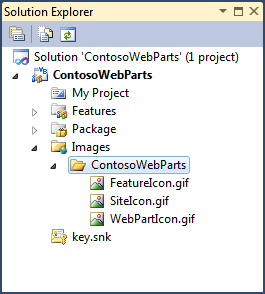 Solution Explorer
Solution 'ContosoWebParts' (1 project)
ContosoWebParts
My Project
Features
Package
Images
ContosoWebParts
FeatureIcon.gif
SiteIcon.gif
WebPartIcon.gif
key.snk